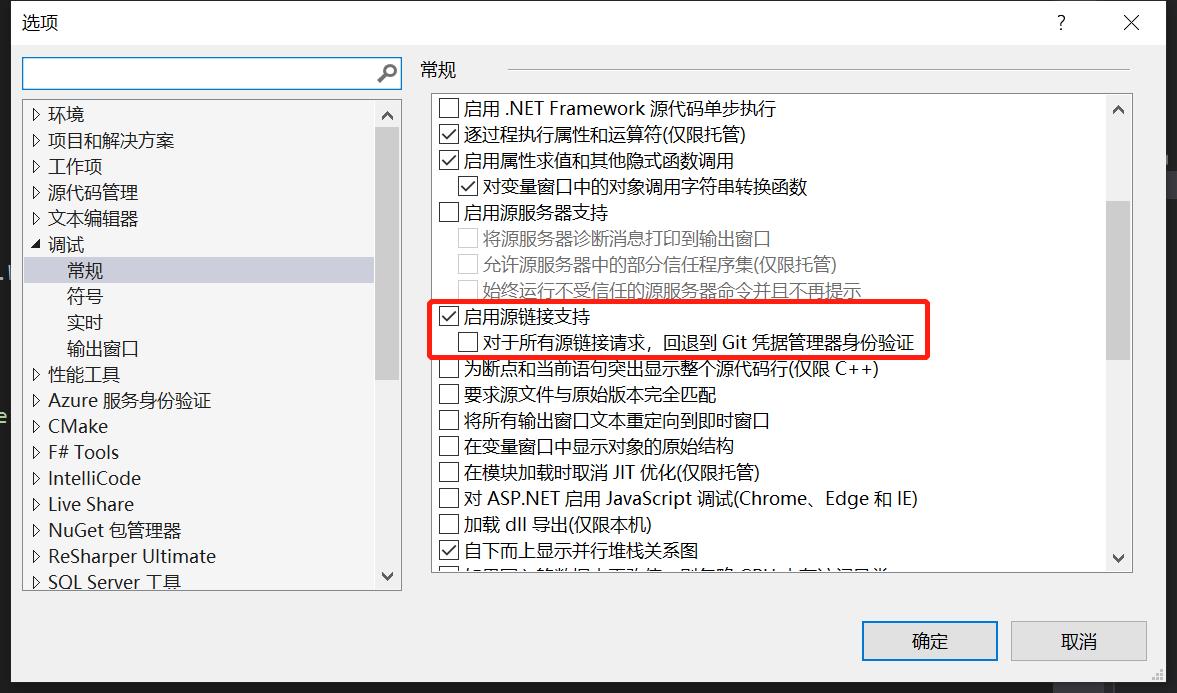 选项
?
常规
环境
项目和解决方案
工作项
源代码管理
文本编辑器
调试
常规
符号
实时
输出窗口
性能工具
Azure 服务身份验证
CMake
F# Tools
IntelliCode
Live Share
NuGet 包管理器
ReSharper Ultimate
SQL Server 工具
启用 .NET Framework 源代码单步执行
逐过程执行属性和运算符(仅限托管)
启用属性求值和其他隐式函数调用
对变量窗口中的对象调用字符串转换函数
启用源服务器支持
将源服务器诊断消息打印到输出窗口
允许源服务器中的部分信任程序集(仅限托管)
始终运行不受信任的源服务器命令并且不再提示
启用源链接支持
对于所有源链接请求，回退到 Git 凭据管理器身份验证
为断点和当前语句突出显示整个源代码行(仅限 C++)
要求源文件与原始版本完全匹配
将所有输出窗口文本重定向到即时窗口
在变量窗口中显示对象的原始结构
在模块加载时取消 JIT 优化(仅限托管)
对 ASP.NET 启用 JavaScript 调试(Chrome、Edge 和 IE)
加载 dll 导出(仅限本机)
自下而上显示并行堆栈关系图
确定
取消